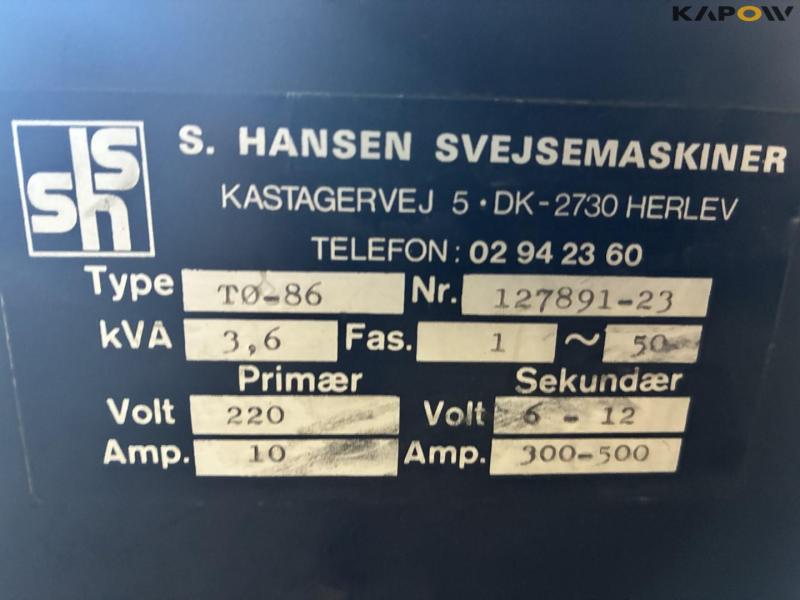 KAPOW
SSh
S. HANSEN SVEJSEMASKINER
KASTAGERVEJ 5 · DK-2730 HERLEV
TELEFON: 02 94 23 60
Type TØ-86 Nr. 127891-23
kVA 3,6 Fas. 1 ~ 50
Primær Sekundær
Volt 220 Volt 6 - 12
Amp. 10 Amp. 300-500